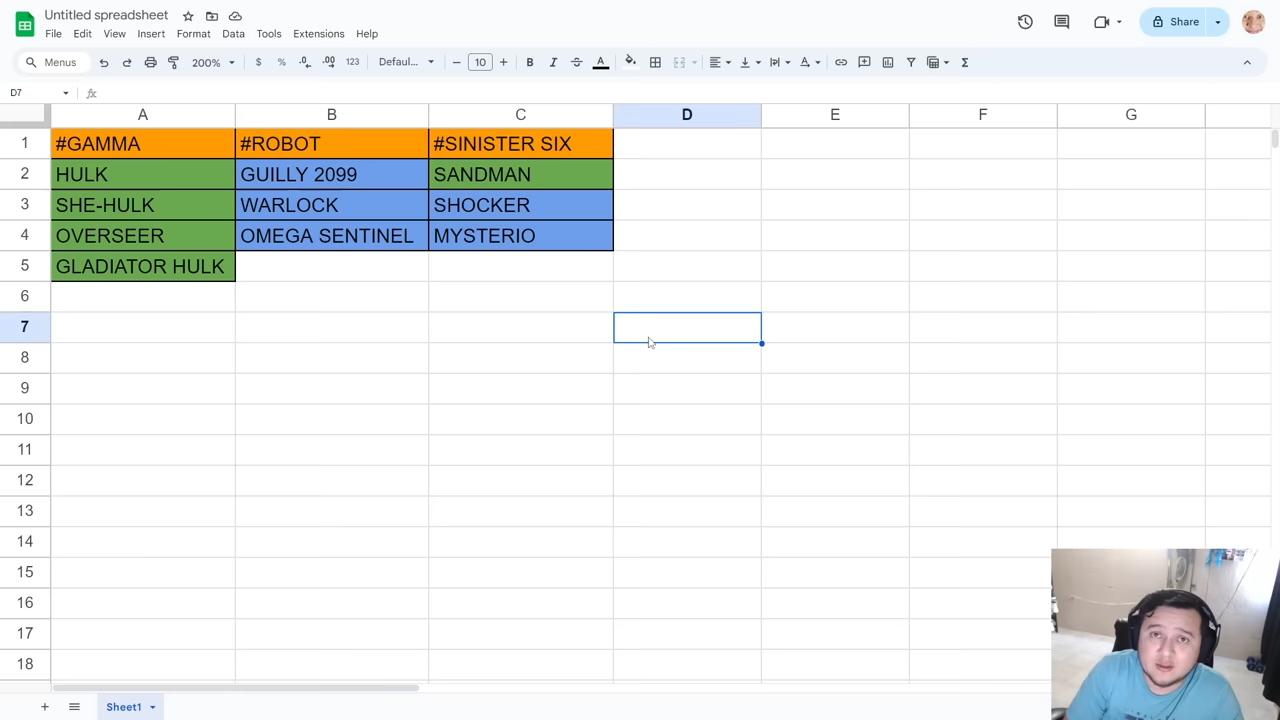 Untitled spreadsheet
File Edit View Insert Format Data Tools Extensions Help
Share
Menus 200% $ % .0 .00 123 Defaul... 10 B I A
D7 fx
A B C D E F G
1 #GAMMA #ROBOT #SINISTER SIX
2 HULK GUILLY 2099 SANDMAN
3 SHE-HULK WARLOCK SHOCKER
4 OVERSEER OMEGA SENTINEL MYSTERIO
5 GLADIATOR HULK
6
7
8
9
10
11
12
13
14
15
16
17
18
Sheet1